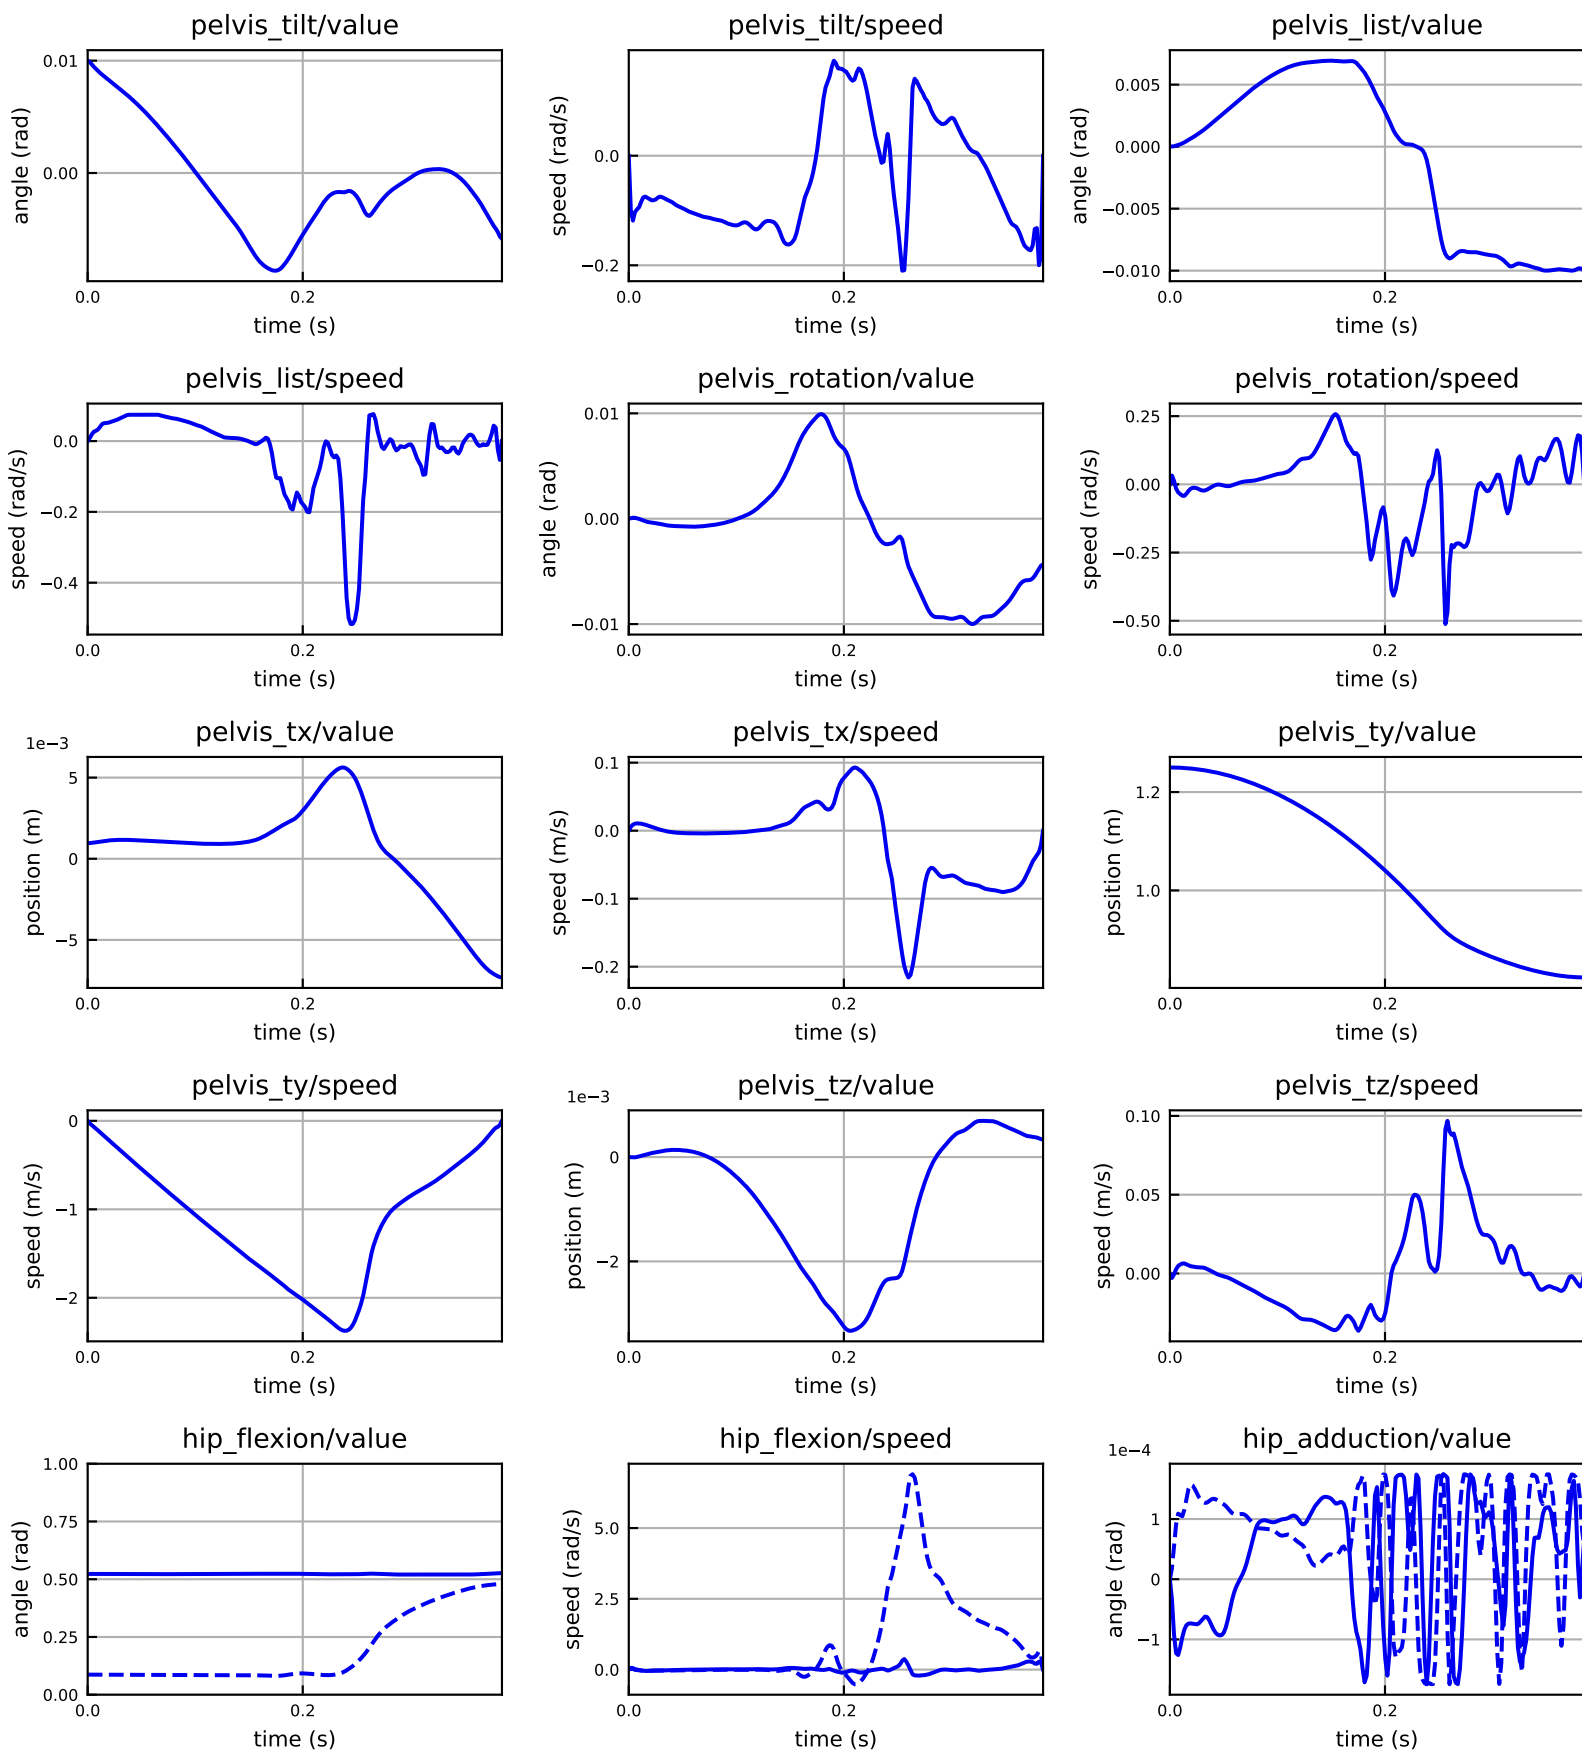 pelvis_tilt/value
pelvis_tilt/speed
pelvis_list/value
angle (rad)
0.01
0.00
0.0
0.2
time (s)
speed (rad/s)
0.0
−0.2
0.0
0.2
time (s)
angle (rad)
0.005
0.000
−0.005
−0.010
0.0
0.2
time (s)
pelvis_list/speed
pelvis_rotation/value
pelvis_rotation/speed
speed (rad/s)
0.0
−0.2
−0.4
0.0
0.2
time (s)
angle (rad)
0.01
0.00
−0.01
0.0
0.2
time (s)
speed (rad/s)
0.25
0.00
−0.25
−0.50
0.0
0.2
time (s)
pelvis_tx/value
pelvis_tx/speed
pelvis_ty/value
1e−3
position (m)
5
0
−5
0.0
0.2
time (s)
speed (m/s)
0.1
0.0
−0.1
−0.2
0.0
0.2
time (s)
position (m)
1.2
1.0
0.0
0.2
time (s)
pelvis_ty/speed
pelvis_tz/value
pelvis_tz/speed
speed (m/s)
0
−1
−2
0.0
0.2
time (s)
1e−3
position (m)
0
−2
0.0
0.2
time (s)
speed (m/s)
0.10
0.05
0.00
0.0
0.2
time (s)
hip_flexion/value
hip_flexion/speed
hip_adduction/value
angle (rad)
1.00
0.75
0.50
0.25
0.00
0.0
0.2
time (s)
speed (rad/s)
5.0
2.5
0.0
0.0
0.2
time (s)
1e−4
angle (rad)
1
0
−1
0.0
0.2
time (s)